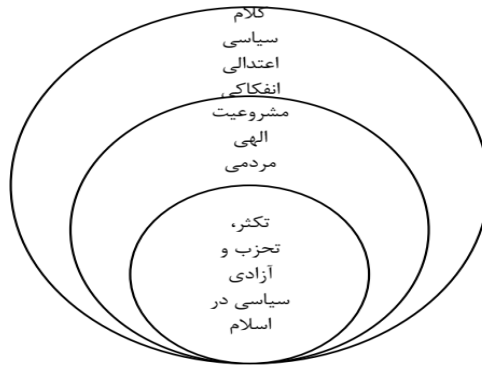 کلام
سیاسی
اعتدالی
انفکاکی
مشروعیت
الهی
مردمی
تکثر،
تحزب و
آزادی
سیاسی در
اسلام